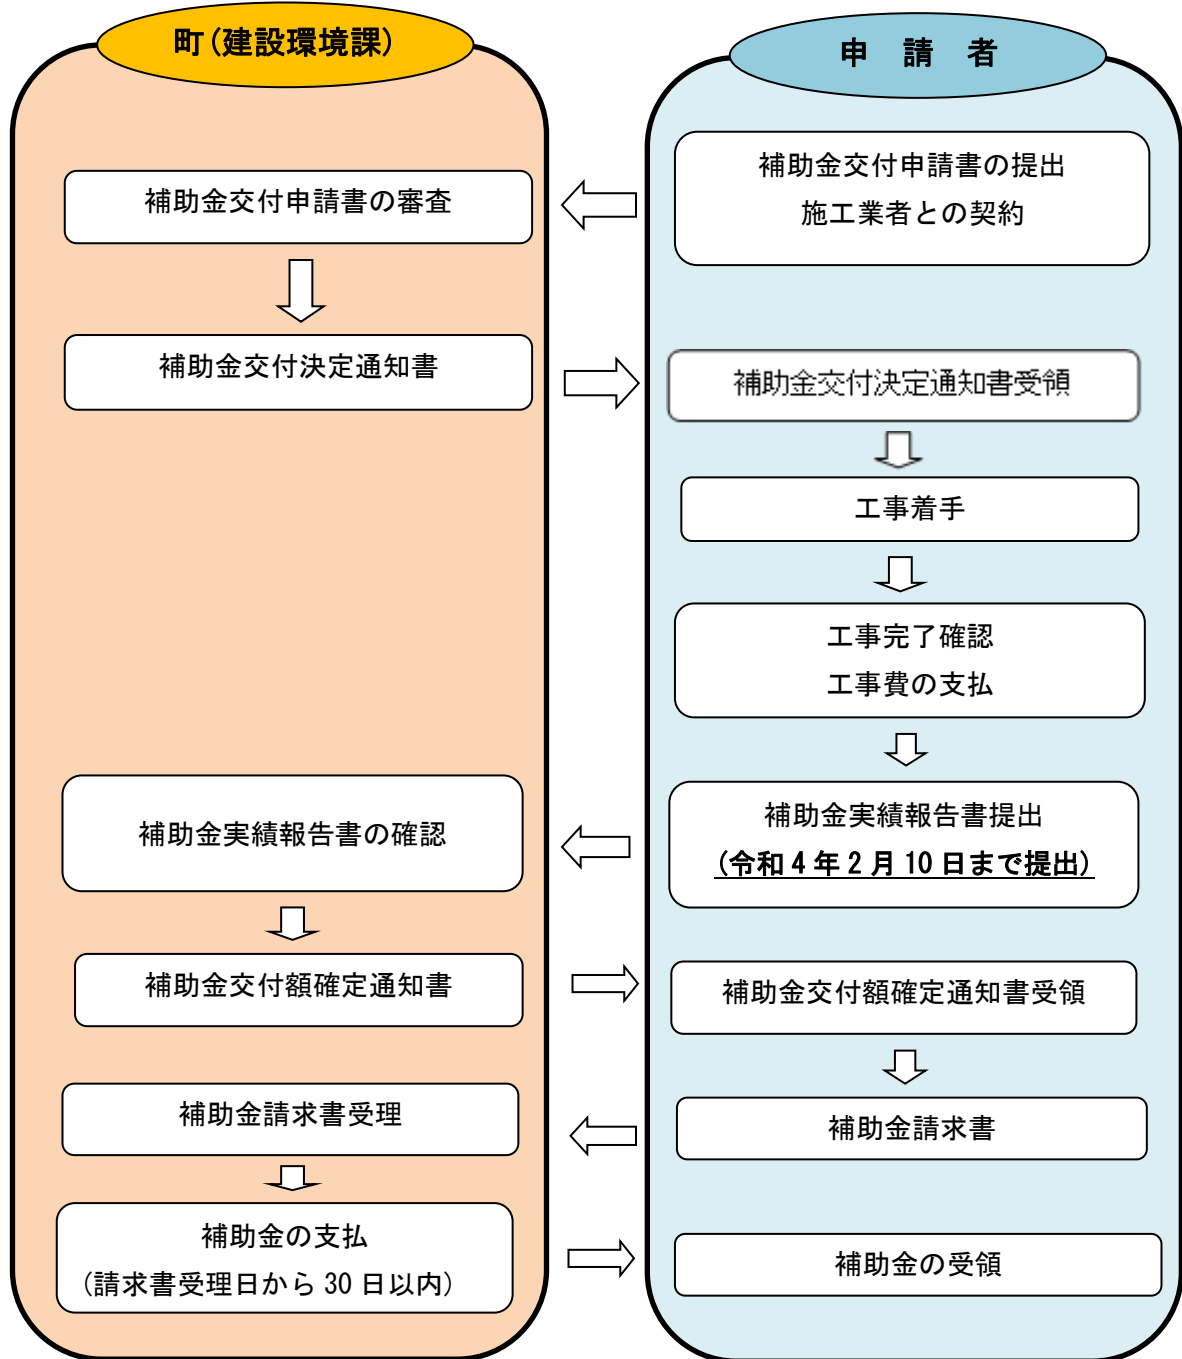 町(建設環境課)
申　請　者
補助金交付申請書の提出
施工業者との契約
補助金交付申請書の審査
補助金交付決定通知書
補助金交付決定通知書受領
工事着手
工事完了確認
工事費の支払
補助金実績報告書提出
(令和4年2月10日まで提出)
補助金実績報告書の確認
補助金交付額確定通知書
補助金交付額確定通知書受領
補助金請求書
補助金請求書受理
補助金の支払
(請求書受理日から30日以内)
補助金の受領